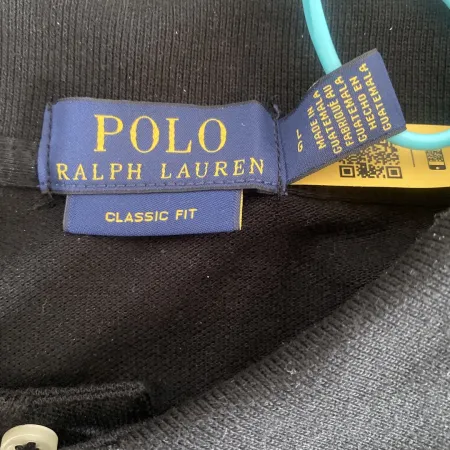 POLO
RALPH LAUREN
CLASSIC FIT
MADE IN
GUATEMALA
FABRIQUÉ AU
GUATEMALA
HECHO EN
GUATEMALA